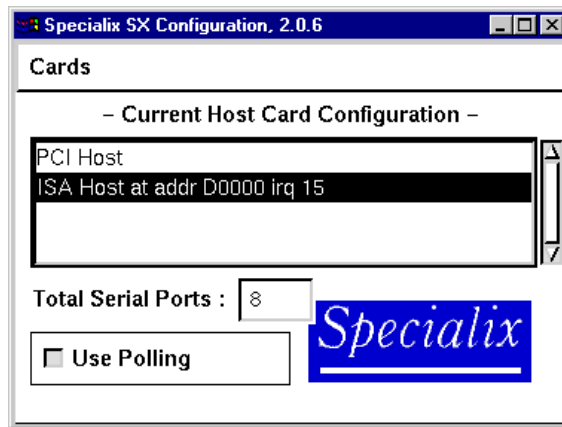 Specialix SX Configuration, 2.0.6
Cards
– Current Host Card Configuration –
PCI Host
ISA Host at addr D0000 irq 15
Total Serial Ports : 8
Specialix
Use Polling